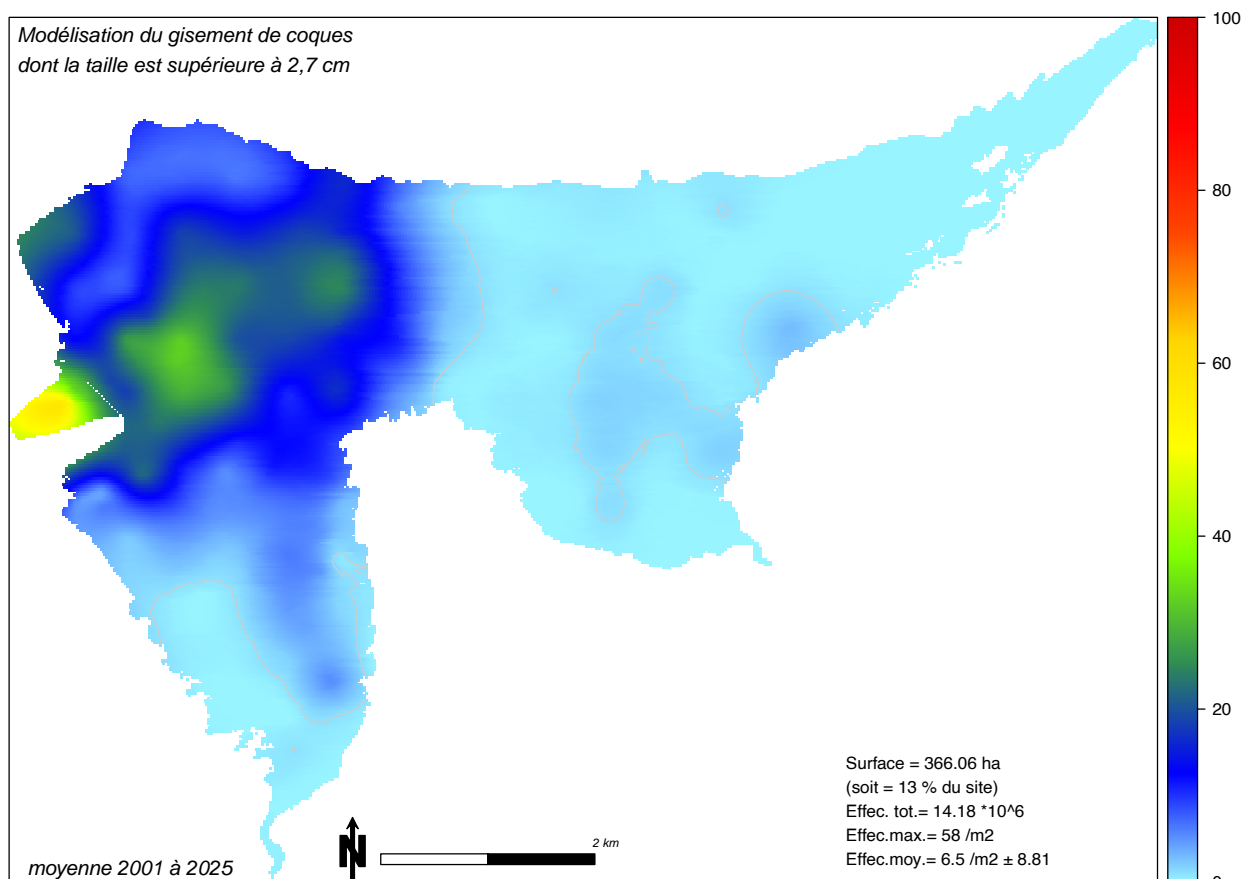 Modélisation du gisement de coques
dont la taille est supérieure à 2,7 cm
100
80
60
40
20
0
Surface = 366.06 ha
(soit = 13 % du site)
Effec. tot.= 14.18 *10^6
Effec.max.= 58 /m2
Effec.moy.= 6.5 /m2 ± 8.81
N
2 km
moyenne 2001 à 2025